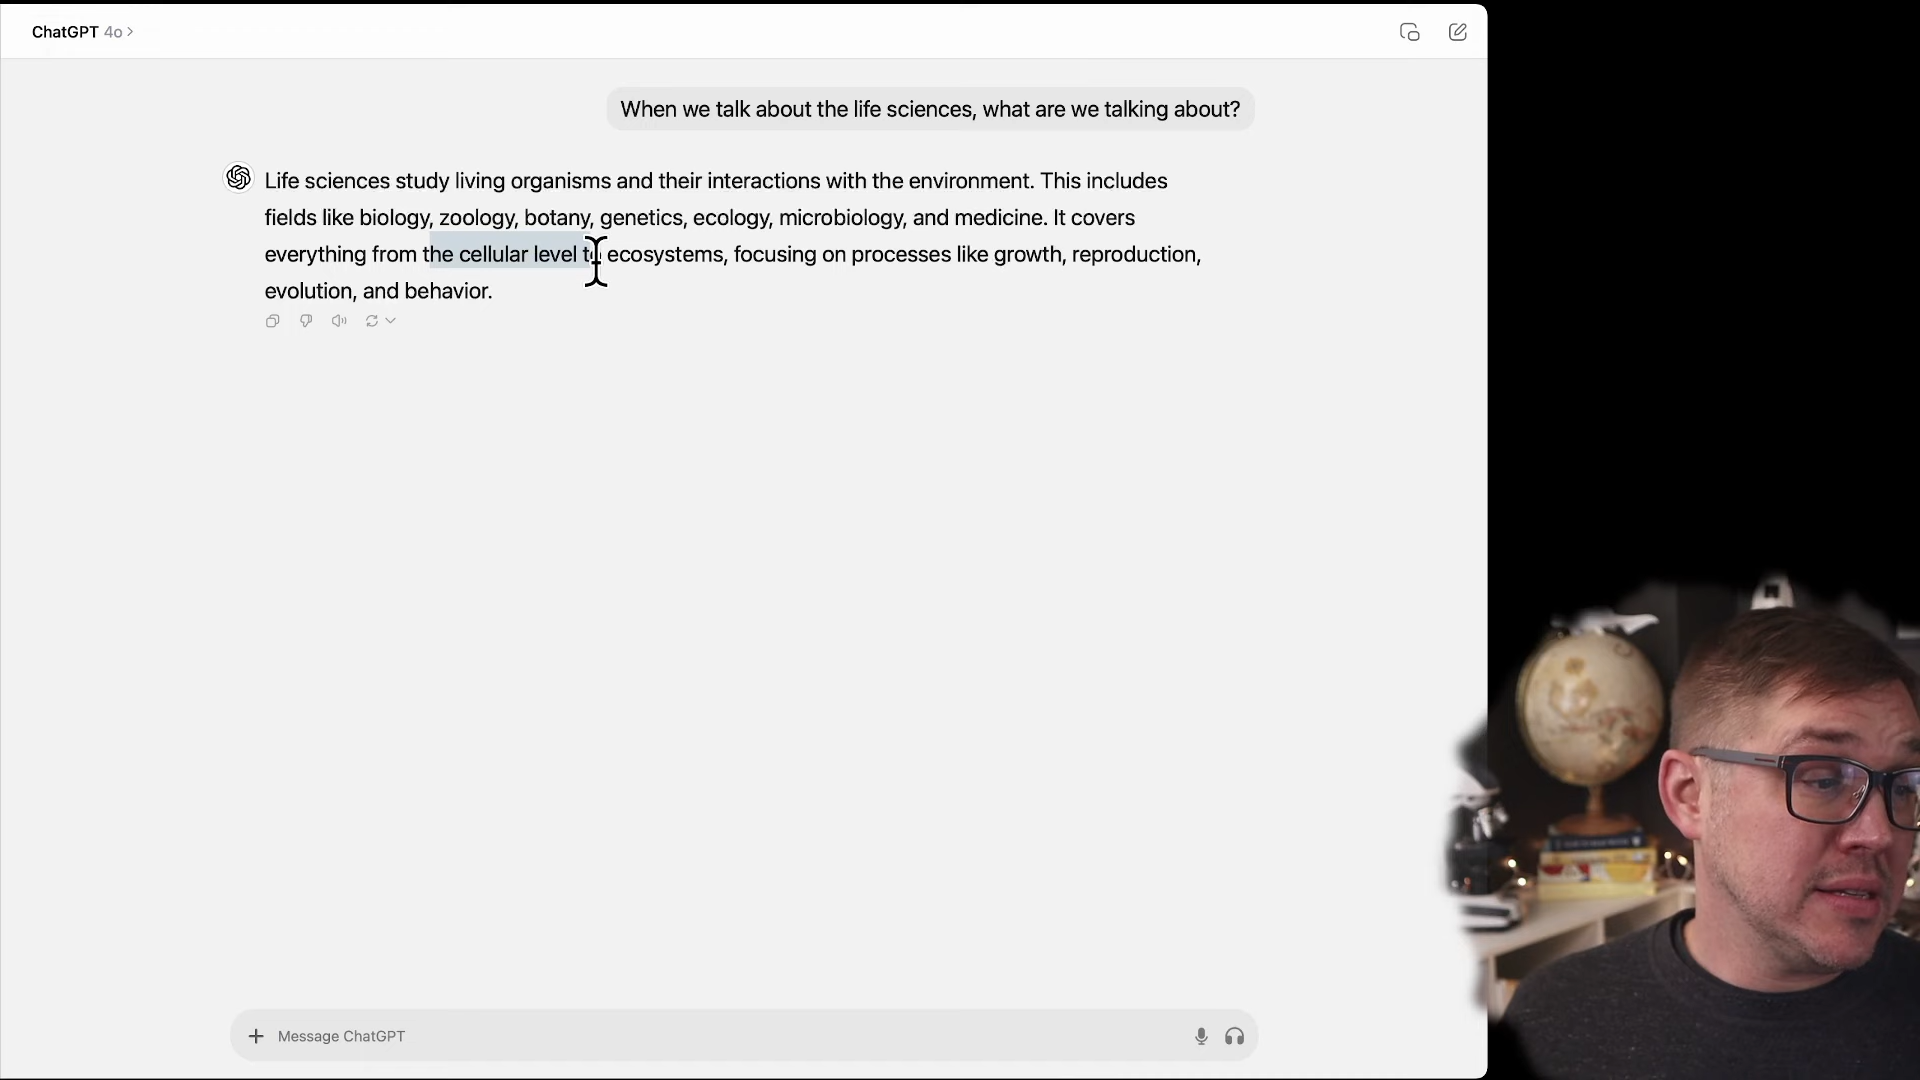 ChatGPT 4o >
When we talk about the life sciences, what are we talking about?
Life sciences study living organisms and their interactions with the environment. This includes
fields like biology, zoology, botany, genetics, ecology, microbiology, and medicine. It covers
everything from the cellular level to ecosystems, focusing on processes like growth, reproduction,
evolution, and behavior.
Message ChatGPT